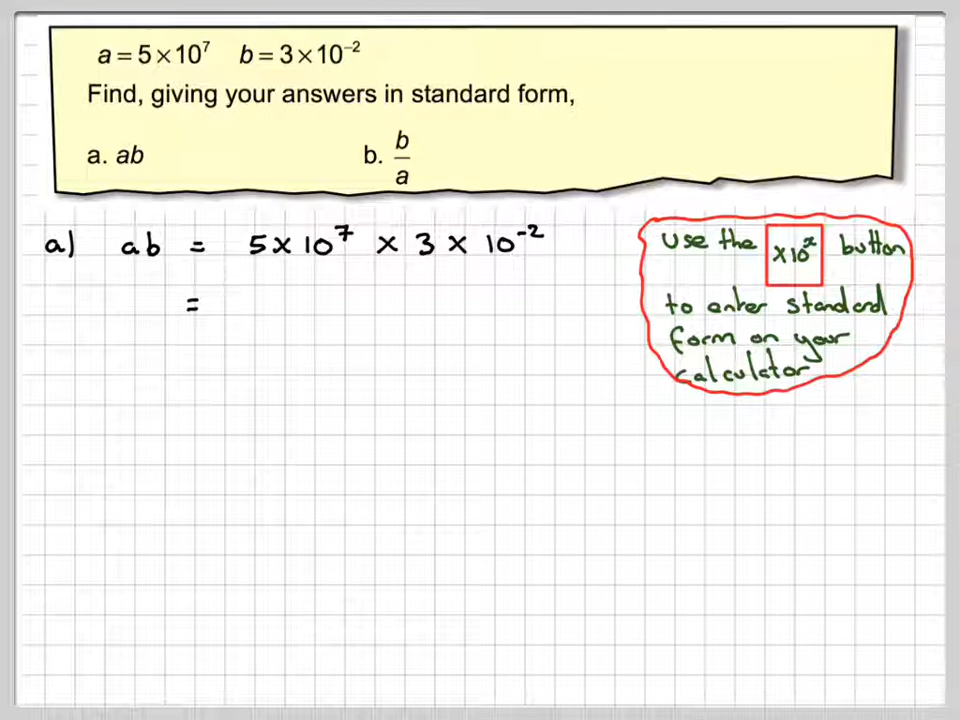 a = 5 × 10⁷ b = 3 × 10⁻²
Find, giving your answers in standard form,
a. ab b. b/a
a) ab = 5 × 10⁷ × 3 × 10⁻²
=
Use the ×10ˣ button
to enter standard
form on your
calculator